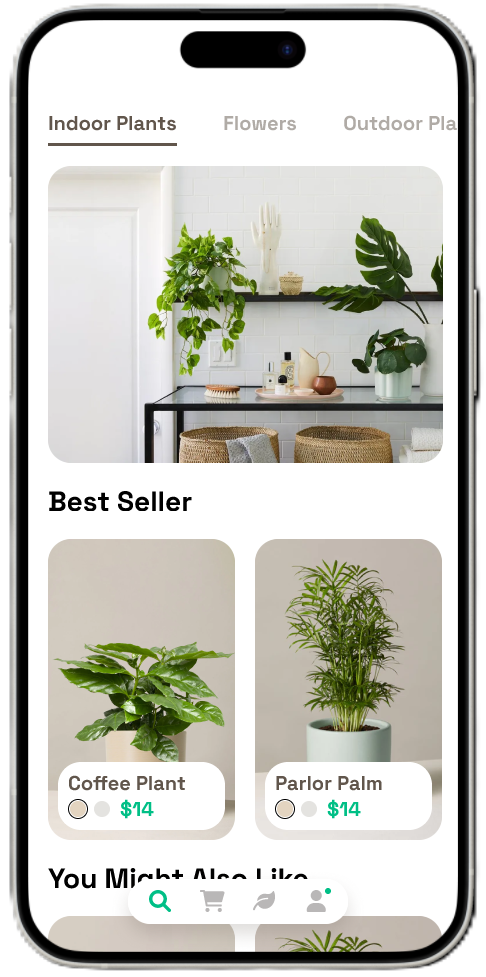 Indoor Plants Flowers Outdoor Pla
Best Seller
Coffee Plant
$14
Parlor Palm
$14
You Might Also Like